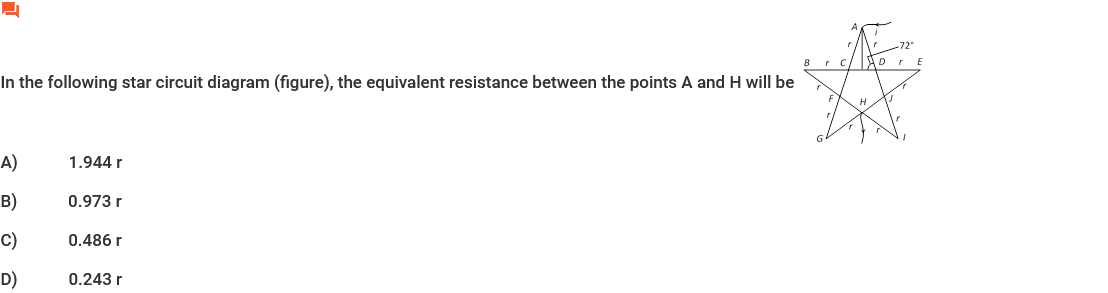 A
i
r r
72°
B r C D r E
In the following star circuit diagram (figure), the equivalent resistance between the points A and H will be
r r
F H J
r r
r r
G I
A) 1.944 r
B) 0.973 r
C) 0.486 r
D) 0.243 r